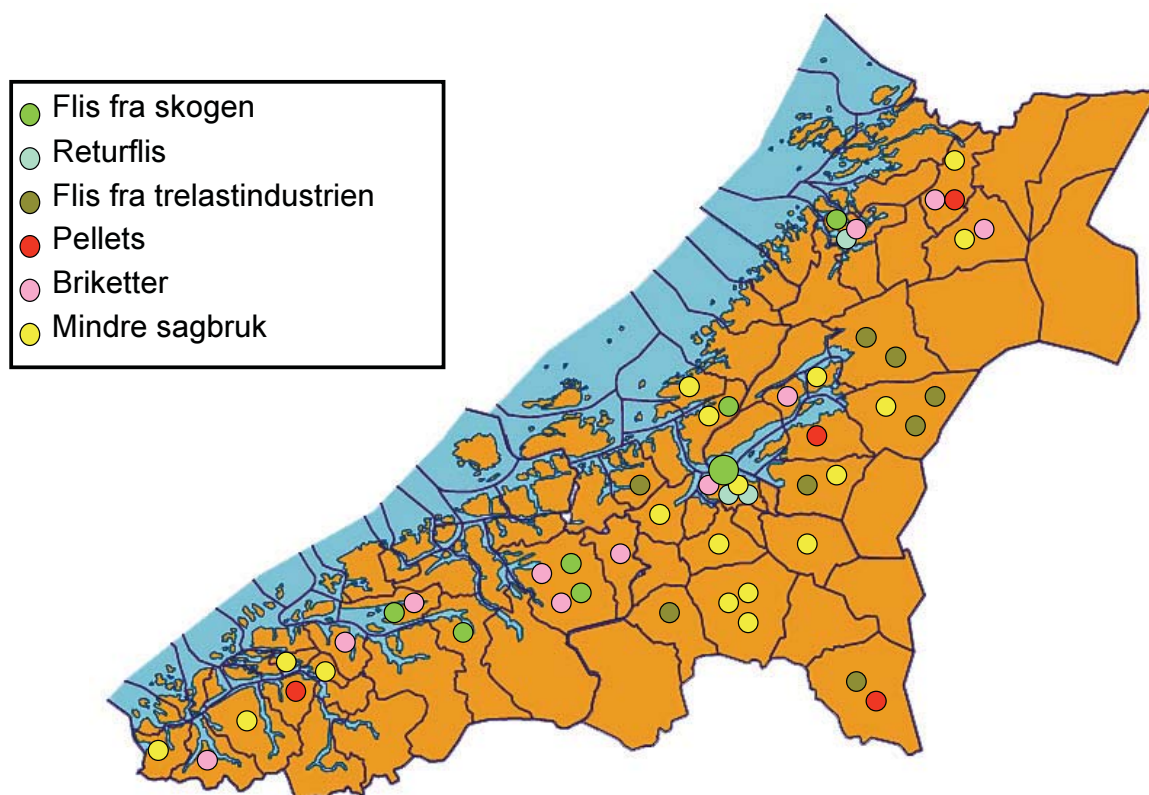 Flis fra skogen
Returflis
Flis fra trelastindustrien
Pellets
Briketter
Mindre sagbruk